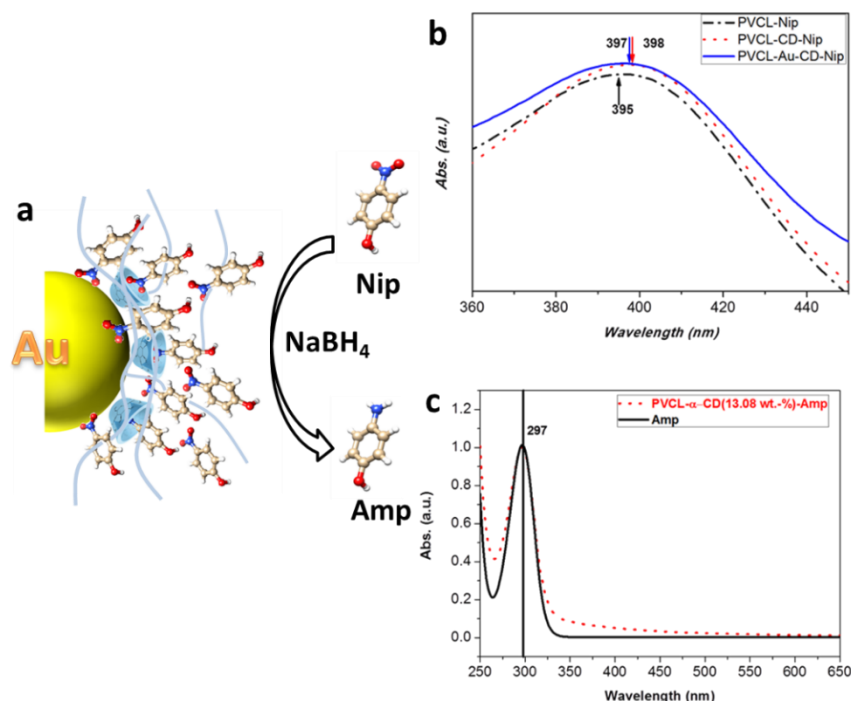 a
Au
Nip
NaBH₄
Amp
b
PVCL-Nip
PVCL-CD-Nip
PVCL-Au-CD-Nip
397
398
395
Abs. (a.u.)
360
380
400
420
440
Wavelength (nm)
c
PVCL-α-CD(13.08 wt.-%)-Amp
Amp
297
Abs. (a.u.)
1.2
1.0
0.8
0.6
0.4
0.2
0.0
250
300
350
400
450
500
550
600
650
Wavelength (nm)